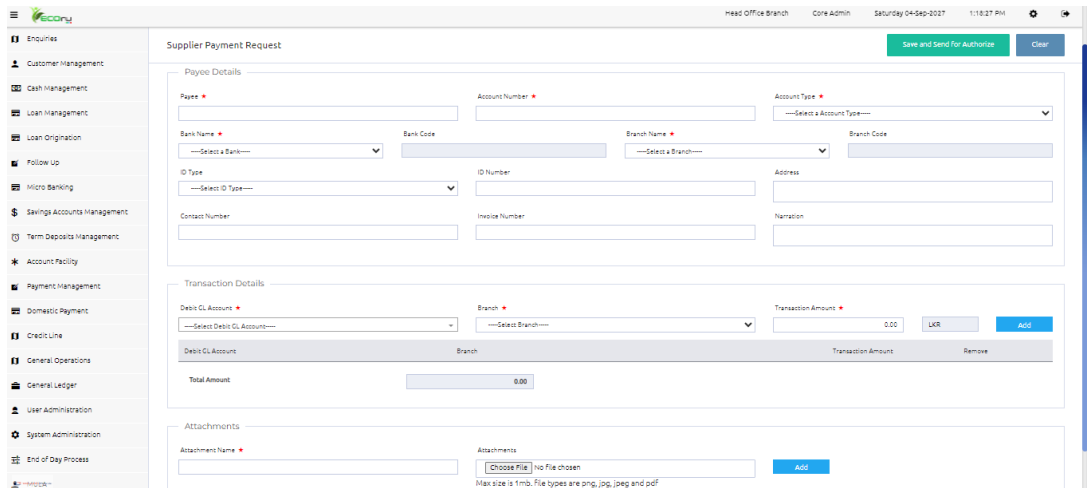 ecory
Head Office Branch Core Admin Saturday 04-Sep-2027 1:18:27 PM
Enquiries
Customer Management
Cash Management
Loan Management
Loan Origination
Follow Up
Micro Banking
Savings Accounts Management
Term Deposits Management
Account Facility
Payment Management
Domestic Payment
Credit Line
General Operations
General Ledger
User Administration
System Administration
End of Day Process
Supplier Payment Request Save and Send for Authorize Clear
Payee Details
Payee * Account Number * Account Type *
-----Select a Account Type-----
Bank Name * Bank Code Branch Name * Branch Code
-----Select a Bank----- -----Select a Branch-----
ID Type ID Number Address
-----Select ID Type-----
Contact Number Invoice Number Narration
Transaction Details
Debit GL Account * Branch * Transaction Amount *
-----Select Debit GL Account----- -----Select Branch----- 0.00 LKR Add
Debit GL Account Branch Transaction Amount Remove
Total Amount 0.00
Attachments
Attachment Name * Attachments
Choose File No file chosen Add
Max size is 1mb. File types are png, jpg, jpeg and pdf